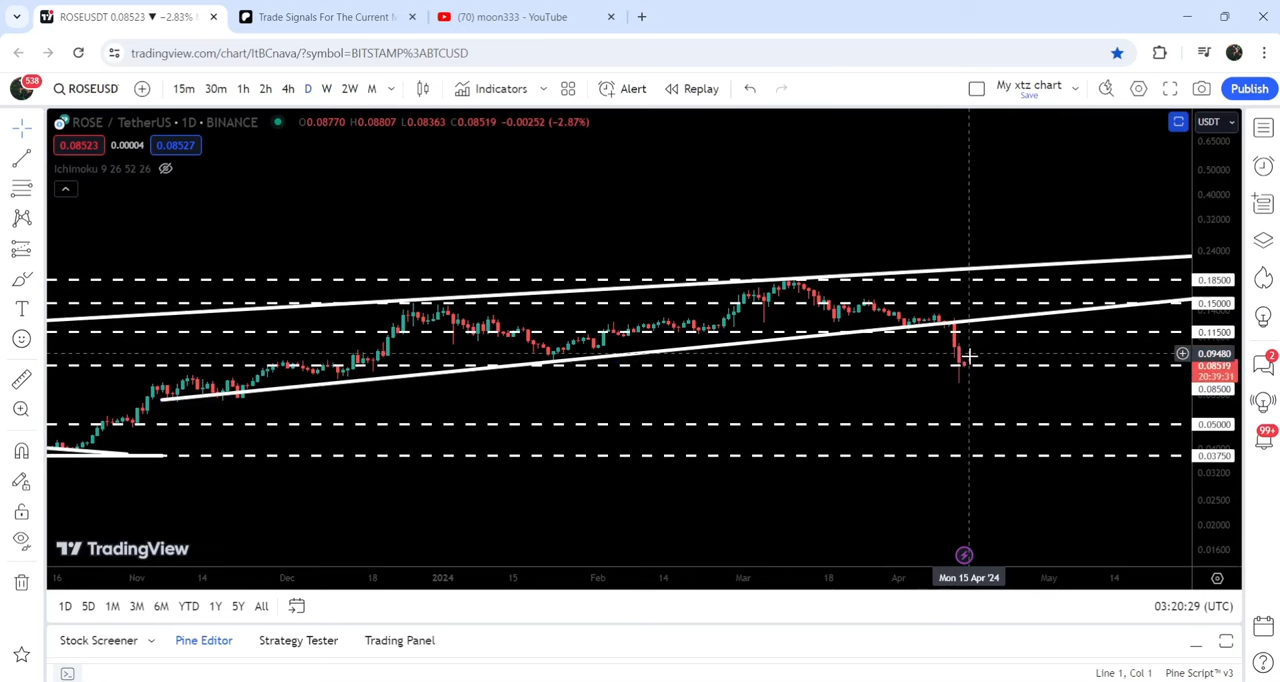 ROSEUSDT 0.08523 ▼ −2.83%
Trade Signals For The Current M
(70) moon333 - YouTube
tradingview.com/chart/ltBCnava/?symbol=BITSTAMP%3ABTCUSD
538
ROSEUSD
15m 30m 1h 2h 4h D W 2W M
Indicators
Alert
Replay
My xtz chart
Save
Publish
ROSE / TetherUS • 1D • BINANCE
O0.08770 H0.08807 L0.08363 C0.08519 −0.00252 (−2.87%)
USDT
0.08523 0.00004 0.08527
Ichimoku 9 26 52 26
0.65000
0.50000
0.40000
0.32000
0.24000
0.18500
0.15000
0.11500
0.09480
0.08519
20:39:31
0.08500
0.05000
0.03750
0.03200
0.02500
0.02000
0.01600
2
99+
TradingView
16 Nov 14 Dec 18 2024 15 Feb 14 Mar 18 Apr Mon 15 Apr '24 May 14
1D 5D 1M 3M 6M YTD 1Y 5Y All
03:20:29 (UTC)
Stock Screener Pine Editor Strategy Tester Trading Panel
Line 1, Col 1 Pine Script™ v3